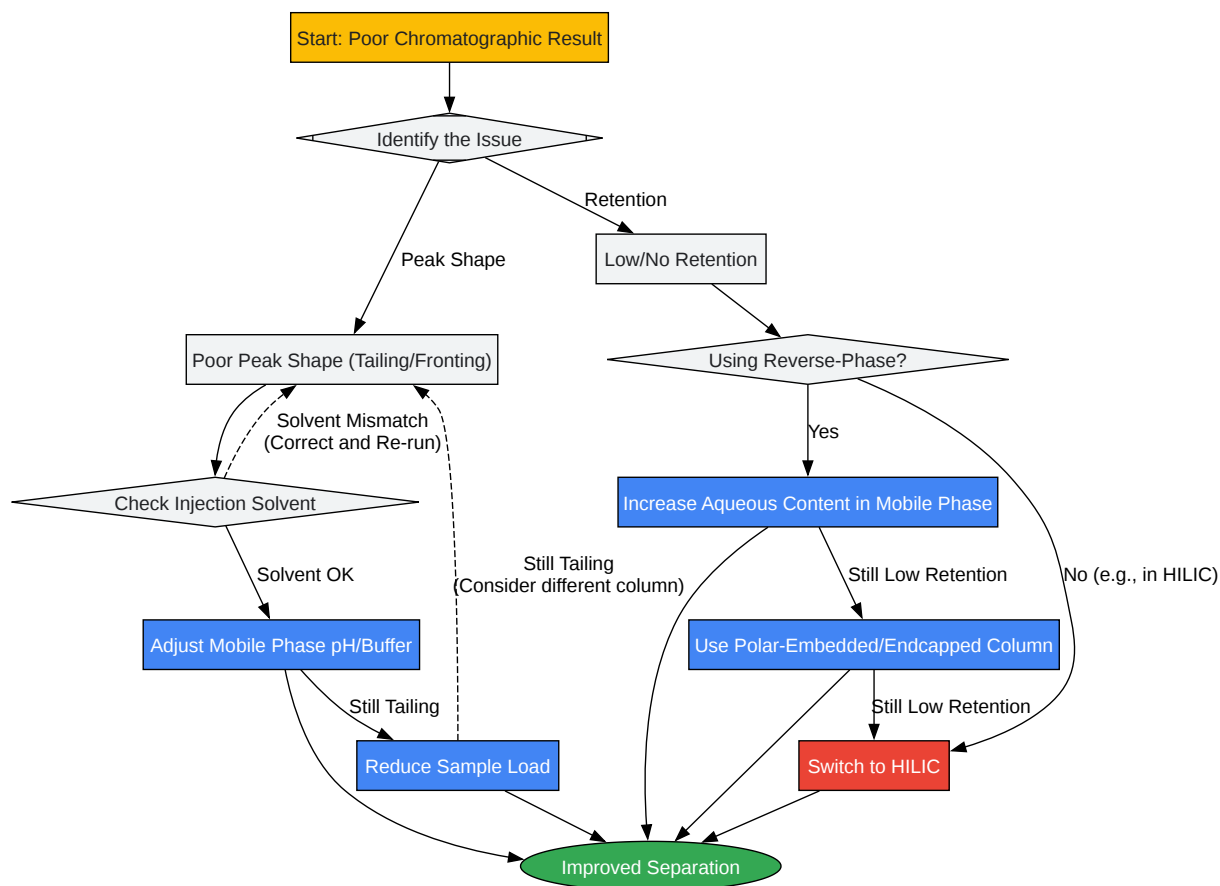 Start: Poor Chromatographic Result
Identify the Issue
Retention
Peak Shape
Low/No Retention
Poor Peak Shape (Tailing/Fronting)
Using Reverse-Phase?
Solvent Mismatch
(Correct and Re-run)
Yes
Check Injection Solvent
Increase Aqueous Content in Mobile Phase
Solvent OK
Still Tailing
(Consider different column)
Still Low Retention
No (e.g., in HILIC)
Adjust Mobile Phase pH/Buffer
Use Polar-Embedded/Endcapped Column
Still Tailing
Still Low Retention
Reduce Sample Load
Switch to HILIC
Improved Separation